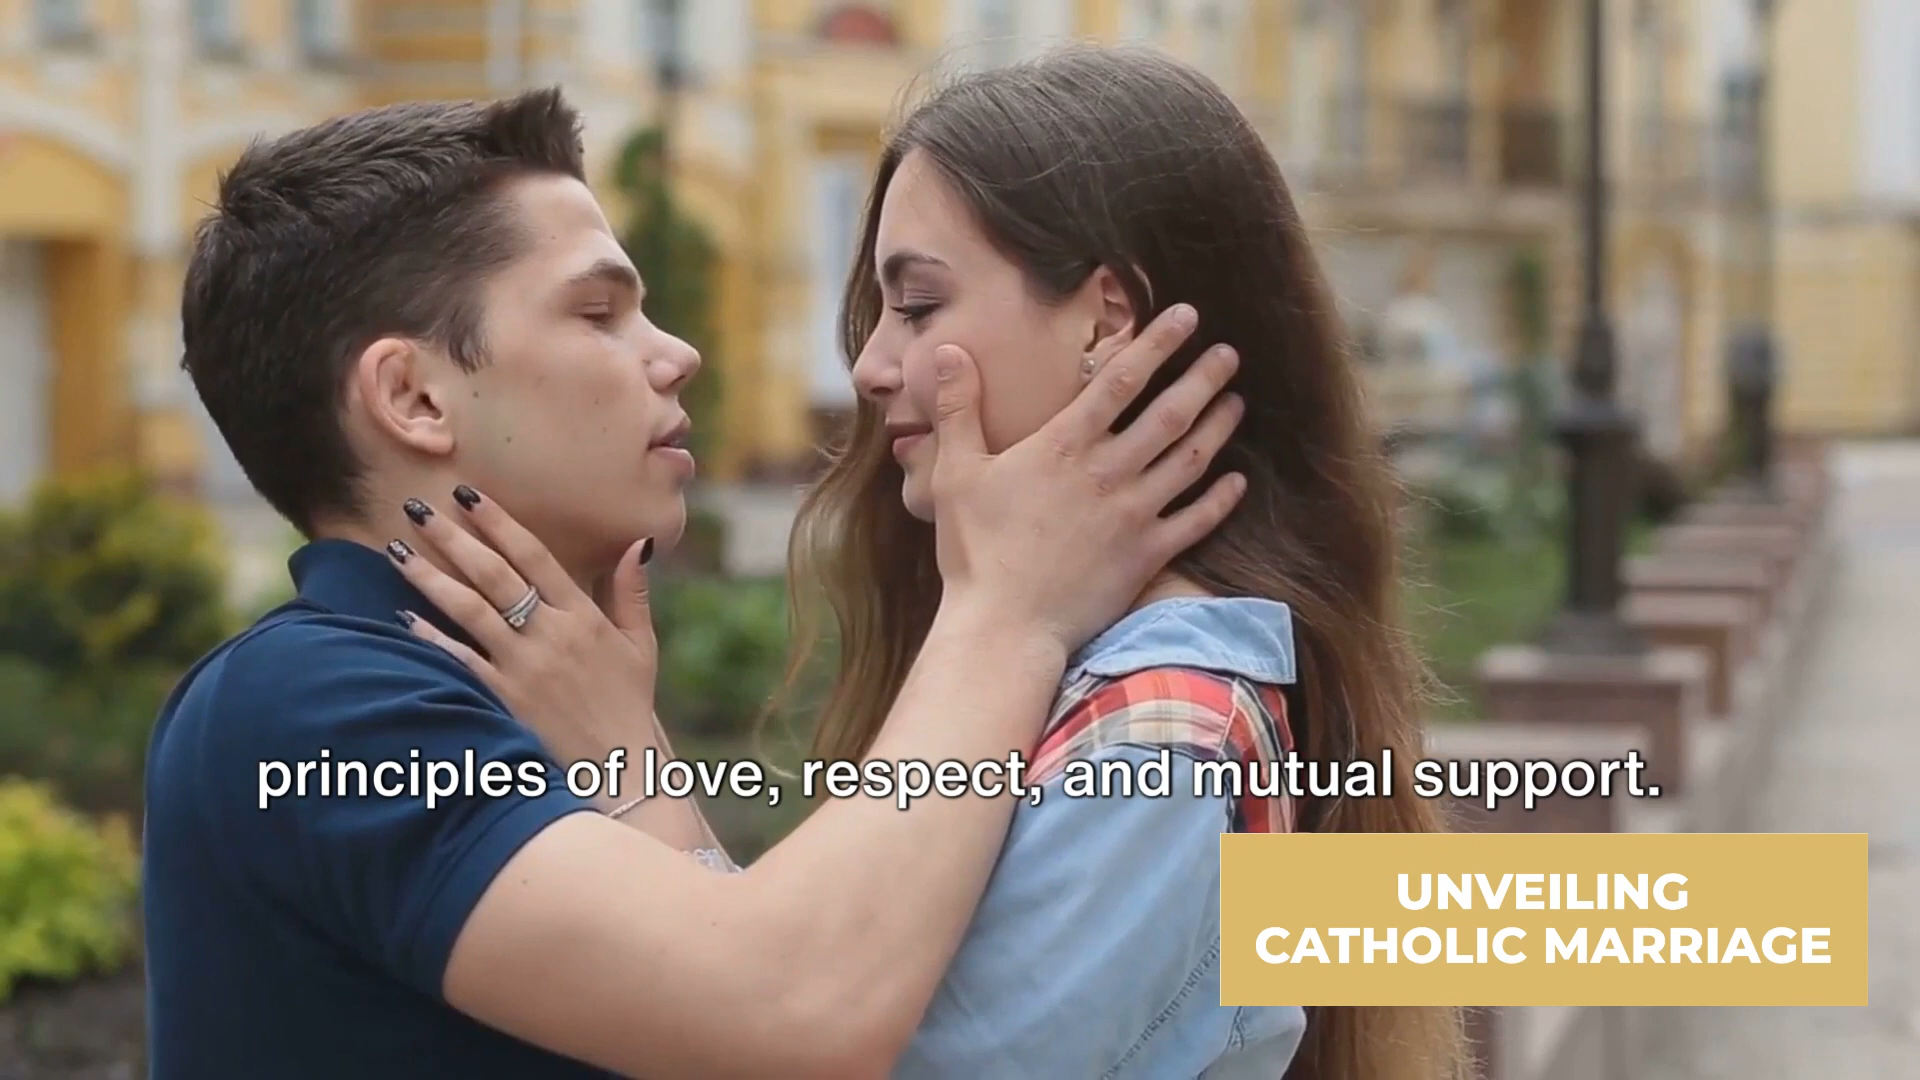 principles of love, respect, and mutual support.
UNVEILING
CATHOLIC MARRIAGE